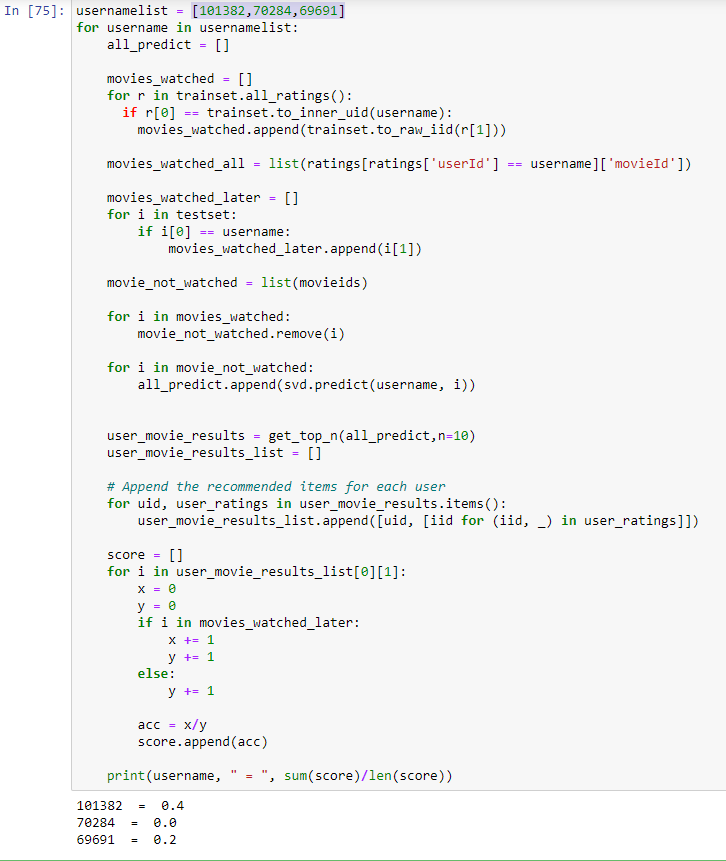 In [75]: usernamelist = [101382,70284,69691]
for username in usernamelist:
    all_predict = []

    movies_watched = []
    for r in trainset.all_ratings():
      if r[0] == trainset.to_inner_uid(username):
        movies_watched.append(trainset.to_raw_iid(r[1]))

    movies_watched_all = list(ratings[ratings['userId'] == username]['movieId'])

    movies_watched_later = []
    for i in testset:
        if i[0] == username:
            movies_watched_later.append(i[1])

    movie_not_watched = list(movieids)

    for i in movies_watched:
        movie_not_watched.remove(i)

    for i in movie_not_watched:
        all_predict.append(svd.predict(username, i))


    user_movie_results = get_top_n(all_predict,n=10)
    user_movie_results_list = []

    # Append the recommended items for each user
    for uid, user_ratings in user_movie_results.items():
        user_movie_results_list.append([uid, [iid for (iid, _) in user_ratings]])

    score = []
    for i in user_movie_results_list[0][1]:
        x = 0
        y = 0
        if i in movies_watched_later:
            x += 1
            y += 1
        else:
            y += 1

        acc = x/y
        score.append(acc)

    print(username, " = ", sum(score)/len(score))
101382  =  0.4
70284  =  0.0
69691  =  0.2